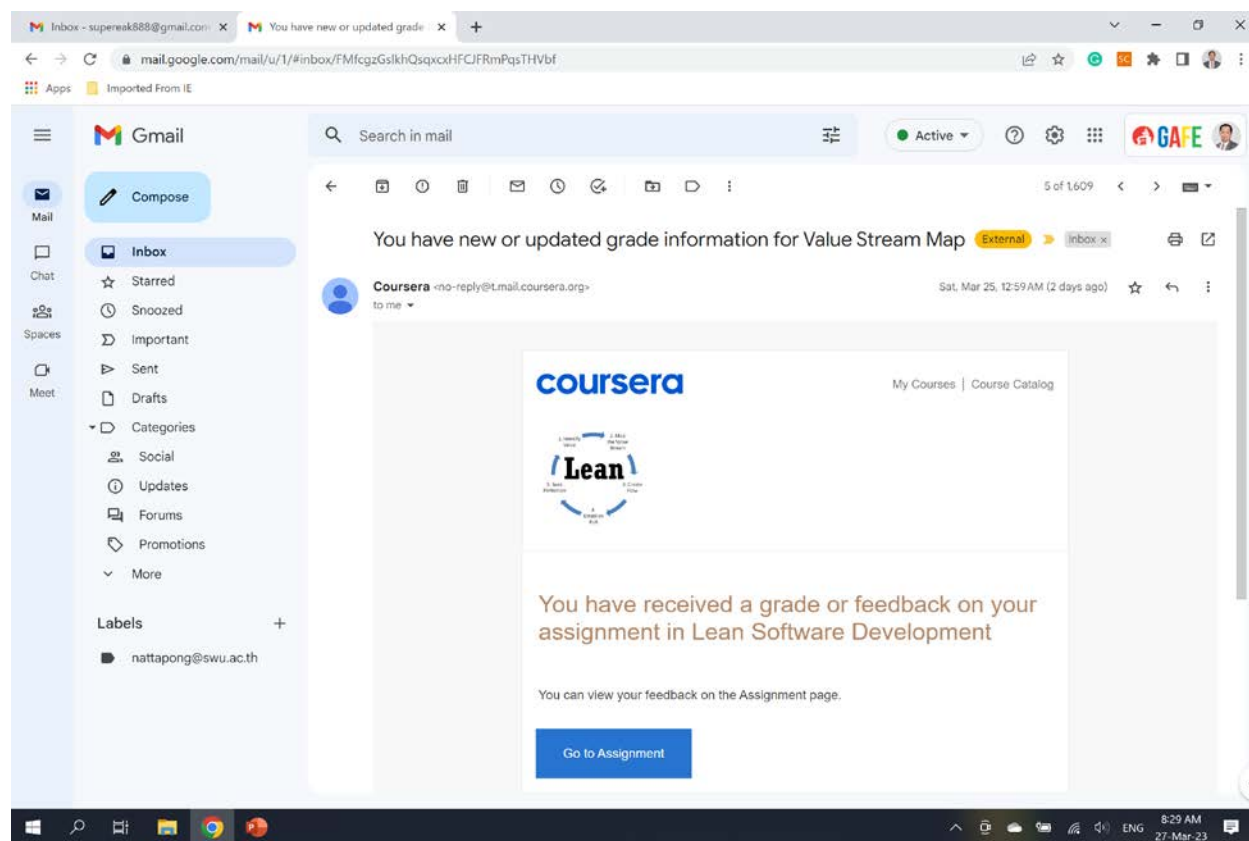 Inbox - supereak888@gmail.com
You have new or updated grade
mail.google.com/mail/u/1/#inbox/FMfcgzGslkhQsqxcxHFCJFRmPqsTHVbf
Apps
Imported From IE
Gmail
Search in mail
Active
GAFE
Mail
Chat
Spaces
Meet
Compose
Inbox
Starred
Snoozed
Important
Sent
Drafts
Categories
Social
Updates
Forums
Promotions
More
Labels
nattapong@swu.ac.th
5 of 1,609
You have new or updated grade information for Value Stream Map
External
Inbox x
Coursera <no-reply@t.mail.coursera.org>
Sat, Mar 25, 12:59 AM (2 days ago)
to me
coursera
My Courses | Course Catalog
Lean
You have received a grade or feedback on your
assignment in Lean Software Development
You can view your feedback on the Assignment page.
Go to Assignment
ENG
8:29 AM
27-Mar-23